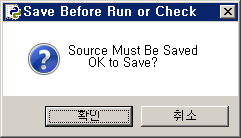 Save Before Run or Check
Source Must Be Saved
OK to Save?
확인
취소